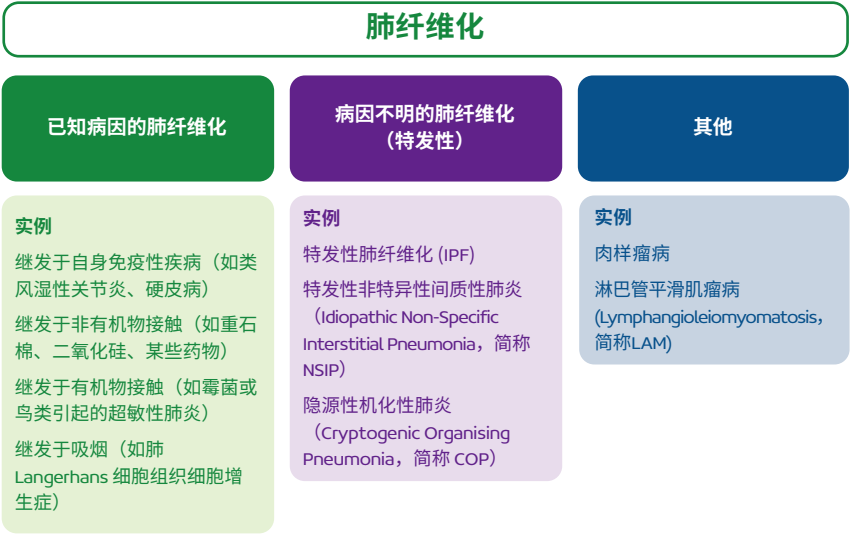 肺纤维化
已知病因的肺纤维化
实例
继发于自身免疫性疾病（如类
风湿性关节炎、硬皮病）
继发于非有机物接触（如重石
棉、二氧化硅、某些药物）
继发于有机物接触（如霉菌或
鸟类引起的超敏性肺炎）
继发于吸烟（如肺
Langerhans 细胞组织细胞增
生症）
病因不明的肺纤维化
（特发性）
实例
特发性肺纤维化 (IPF)
特发性非特异性间质性肺炎
（Idiopathic Non-Specific
Interstitial Pneumonia，简称
NSIP）
隐源性机化性肺炎
（Cryptogenic Organising
Pneumonia，简称 COP）
其他
实例
肉样瘤病
淋巴管平滑肌瘤病
(Lymphangioleiomyomatosis，
简称LAM)